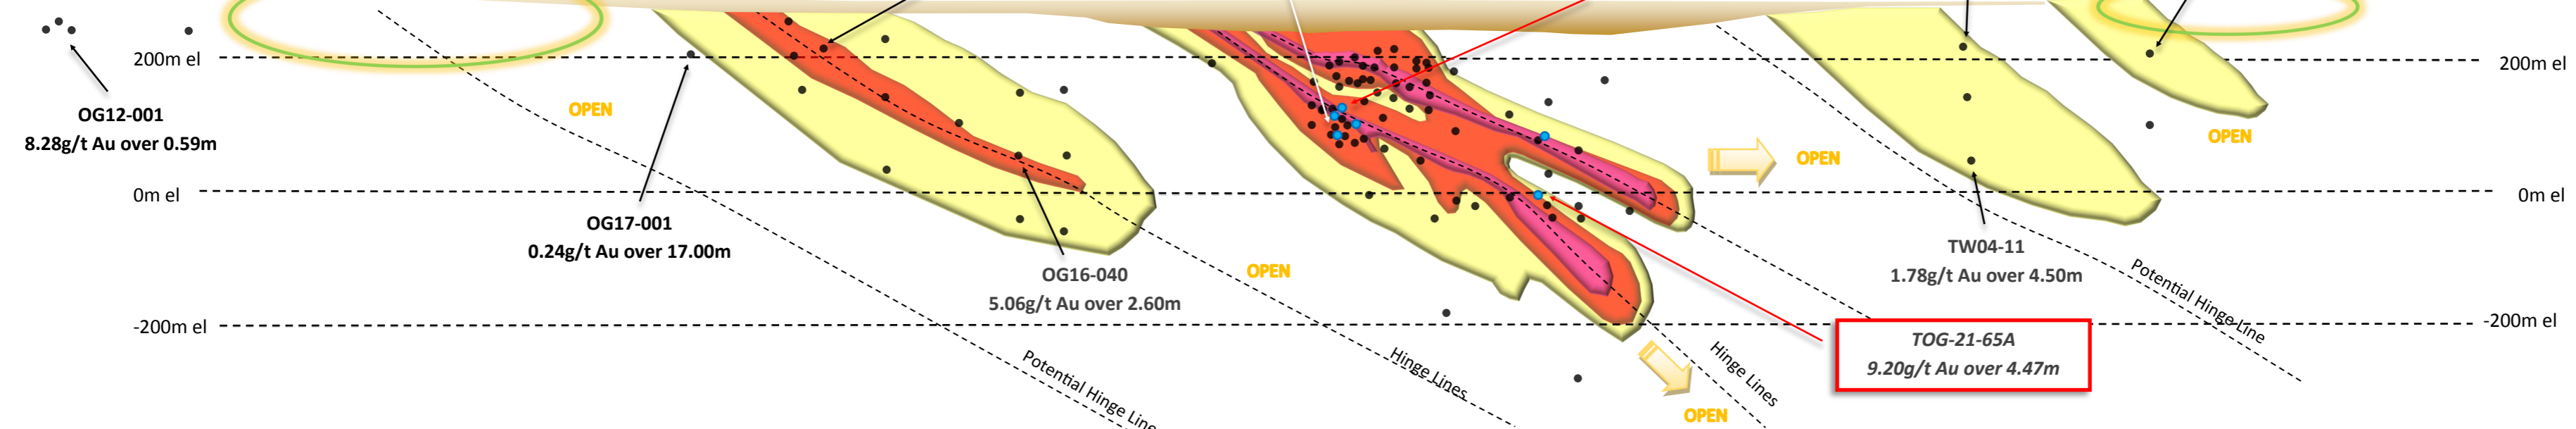 200m el
200m el
OPEN
OG12-001
8.28g/t Au over 0.59m
OPEN
OPEN
0m el
0m el
OG17-001
0.24g/t Au over 17.00m
OG16-040
5.06g/t Au over 2.60m
OPEN
TW04-11
1.78g/t Au over 4.50m
Potential Hinge Line
-200m el
-200m el
Potential Hinge Line
Hinge Lines
Hinge Lines
TOG-21-65A
9.20g/t Au over 4.47m
OPEN